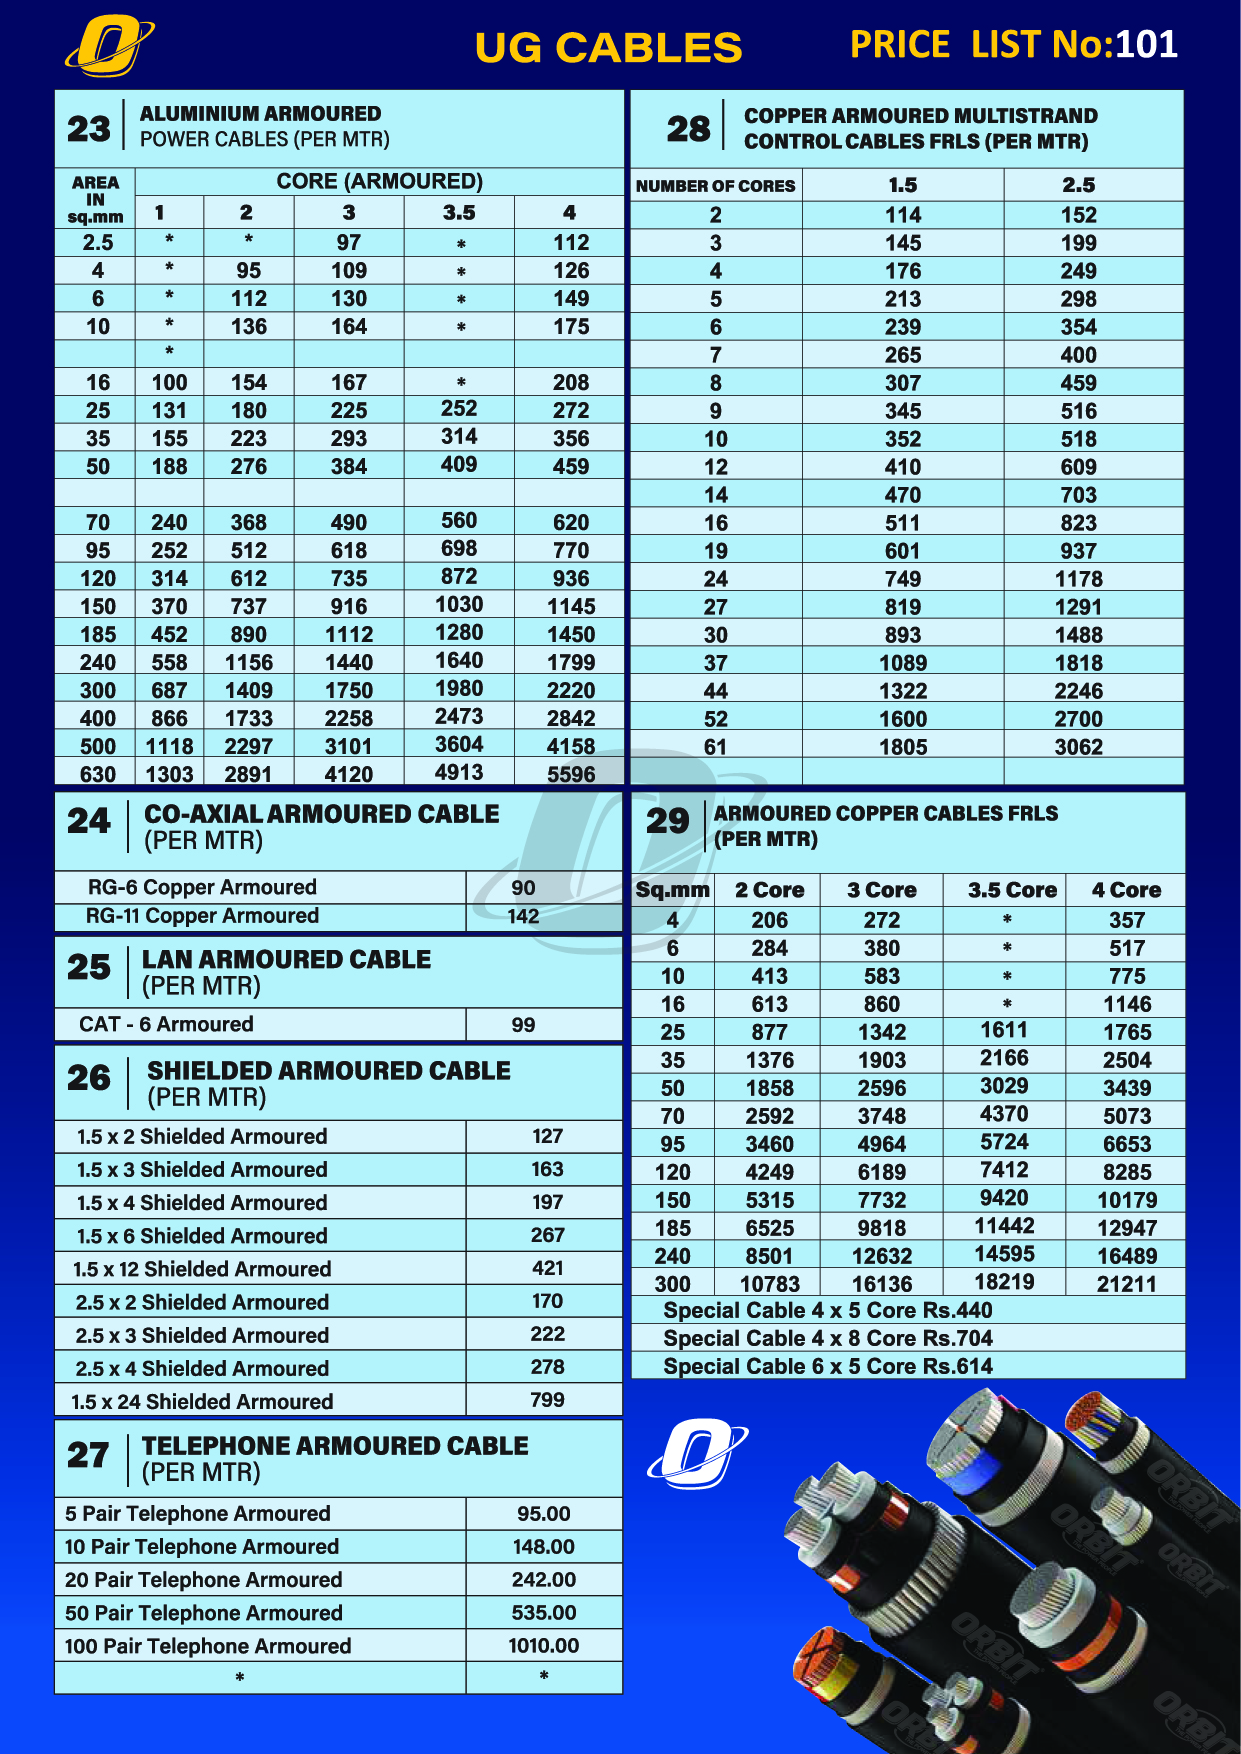 UG CABLES
PRICE LIST No:101
23
ALUMINIUM ARMOURED
POWER CABLES (PER MTR)
AREA IN sq.mm CORE (ARMOURED)
1 2 3 3.5 4
2.5 * * 97 * 112
4 * 95 109 * 126
6 * 112 130 * 149
10 * 136 164 * 175
*
16 100 154 167 * 208
25 131 180 225 252 272
35 155 223 293 314 356
50 188 276 384 409 459
70 240 368 490 560 620
95 252 512 618 698 770
120 314 612 735 872 936
150 370 737 916 1030 1145
185 452 890 1112 1280 1450
240 558 1156 1440 1640 1799
300 687 1409 1750 1980 2220
400 866 1733 2258 2473 2842
500 1118 2297 3101 3604 4158
630 1303 2891 4120 4913 5596
24
CO-AXIAL ARMOURED CABLE
(PER MTR)
RG-6 Copper Armoured 90
RG-11 Copper Armoured 142
25
LAN ARMOURED CABLE
(PER MTR)
CAT - 6 Armoured 99
26
SHIELDED ARMOURED CABLE
(PER MTR)
1.5 x 2 Shielded Armoured 127
1.5 x 3 Shielded Armoured 163
1.5 x 4 Shielded Armoured 197
1.5 x 6 Shielded Armoured 267
1.5 x 12 Shielded Armoured 421
2.5 x 2 Shielded Armoured 170
2.5 x 3 Shielded Armoured 222
2.5 x 4 Shielded Armoured 278
1.5 x 24 Shielded Armoured 799
27
TELEPHONE ARMOURED CABLE
(PER MTR)
5 Pair Telephone Armoured 95.00
10 Pair Telephone Armoured 148.00
20 Pair Telephone Armoured 242.00
50 Pair Telephone Armoured 535.00
100 Pair Telephone Armoured 1010.00
* *
28
COPPER ARMOURED MULTISTRAND
CONTROL CABLES FRLS (PER MTR)
NUMBER OF CORES 1.5 2.5
2 114 152
3 145 199
4 176 249
5 213 298
6 239 354
7 265 400
8 307 459
9 345 516
10 352 518
12 410 609
14 470 703
16 511 823
19 601 937
24 749 1178
27 819 1291
30 893 1488
37 1089 1818
44 1322 2246
52 1600 2700
61 1805 3062
29
ARMOURED COPPER CABLES FRLS
(PER MTR)
Sq.mm 2 Core 3 Core 3.5 Core 4 Core
4 206 272 * 357
6 284 380 * 517
10 413 583 * 775
16 613 860 * 1146
25 877 1342 1611 1765
35 1376 1903 2166 2504
50 1858 2596 3029 3439
70 2592 3748 4370 5073
95 3460 4964 5724 6653
120 4249 6189 7412 8285
150 5315 7732 9420 10179
185 6525 9818 11442 12947
240 8501 12632 14595 16489
300 10783 16136 18219 21211
Special Cable 4 x 5 Core Rs.440
Special Cable 4 x 8 Core Rs.704
Special Cable 6 x 5 Core Rs.614
ORBIT
ORBIT
ORBIT
ORBIT
ORBIT
ORBIT